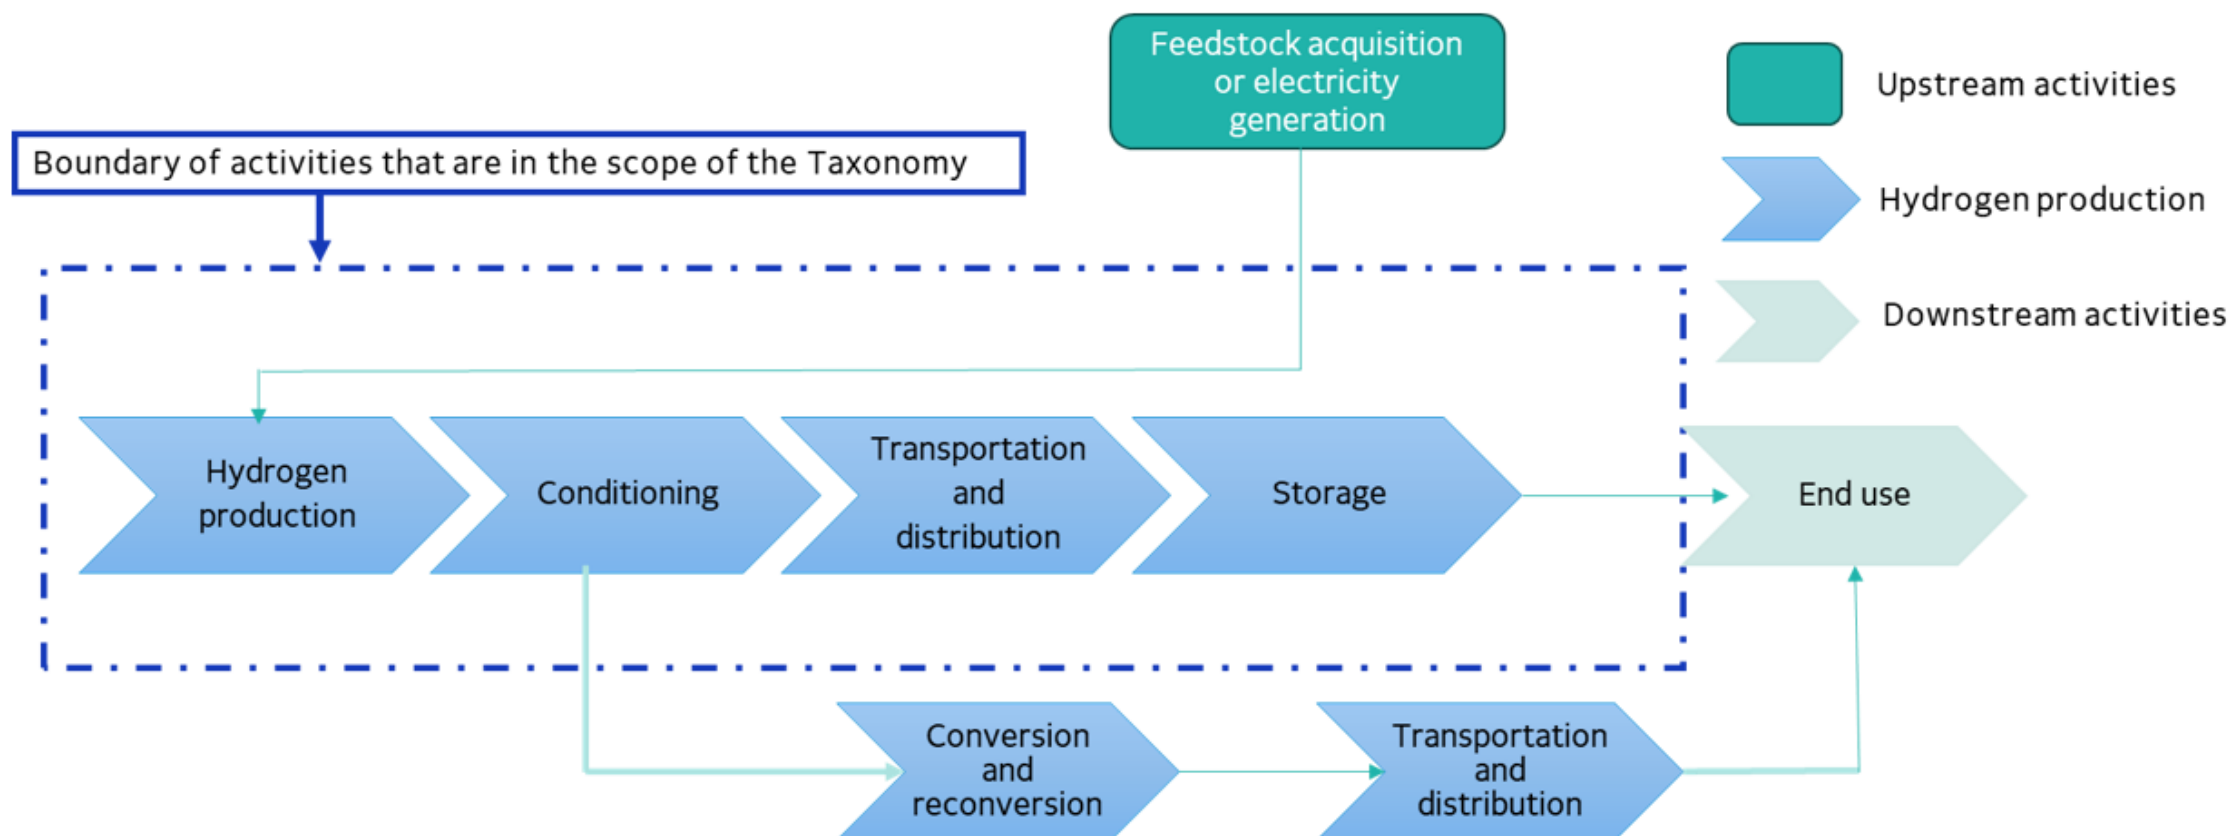 Feedstock acquisition
or electricity
generation
Upstream activities
Boundary of activities that are in the scope of the Taxonomy
Hydrogen production
Downstream activities
Hydrogen
production
Conditioning
Transportation
and
distribution
Storage
End use
Conversion
and
reconversion
Transportation
and
distribution